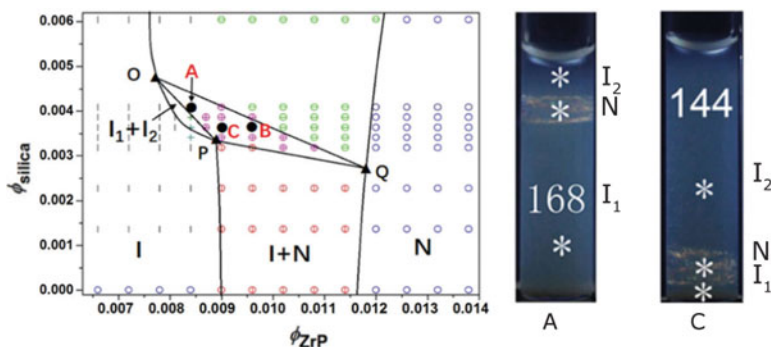 0.006
0.005
0.004
0.003
0.002
0.001
0.000
ϕsilica
0.007 0.008 0.009 0.010 0.011 0.012 0.013 0.014
ϕZrP
O
A
I₁+I₂
C
B
P
Q
I
I+N
N
I₂
N
168
I₁
A
144
I₂
N
I₁
C